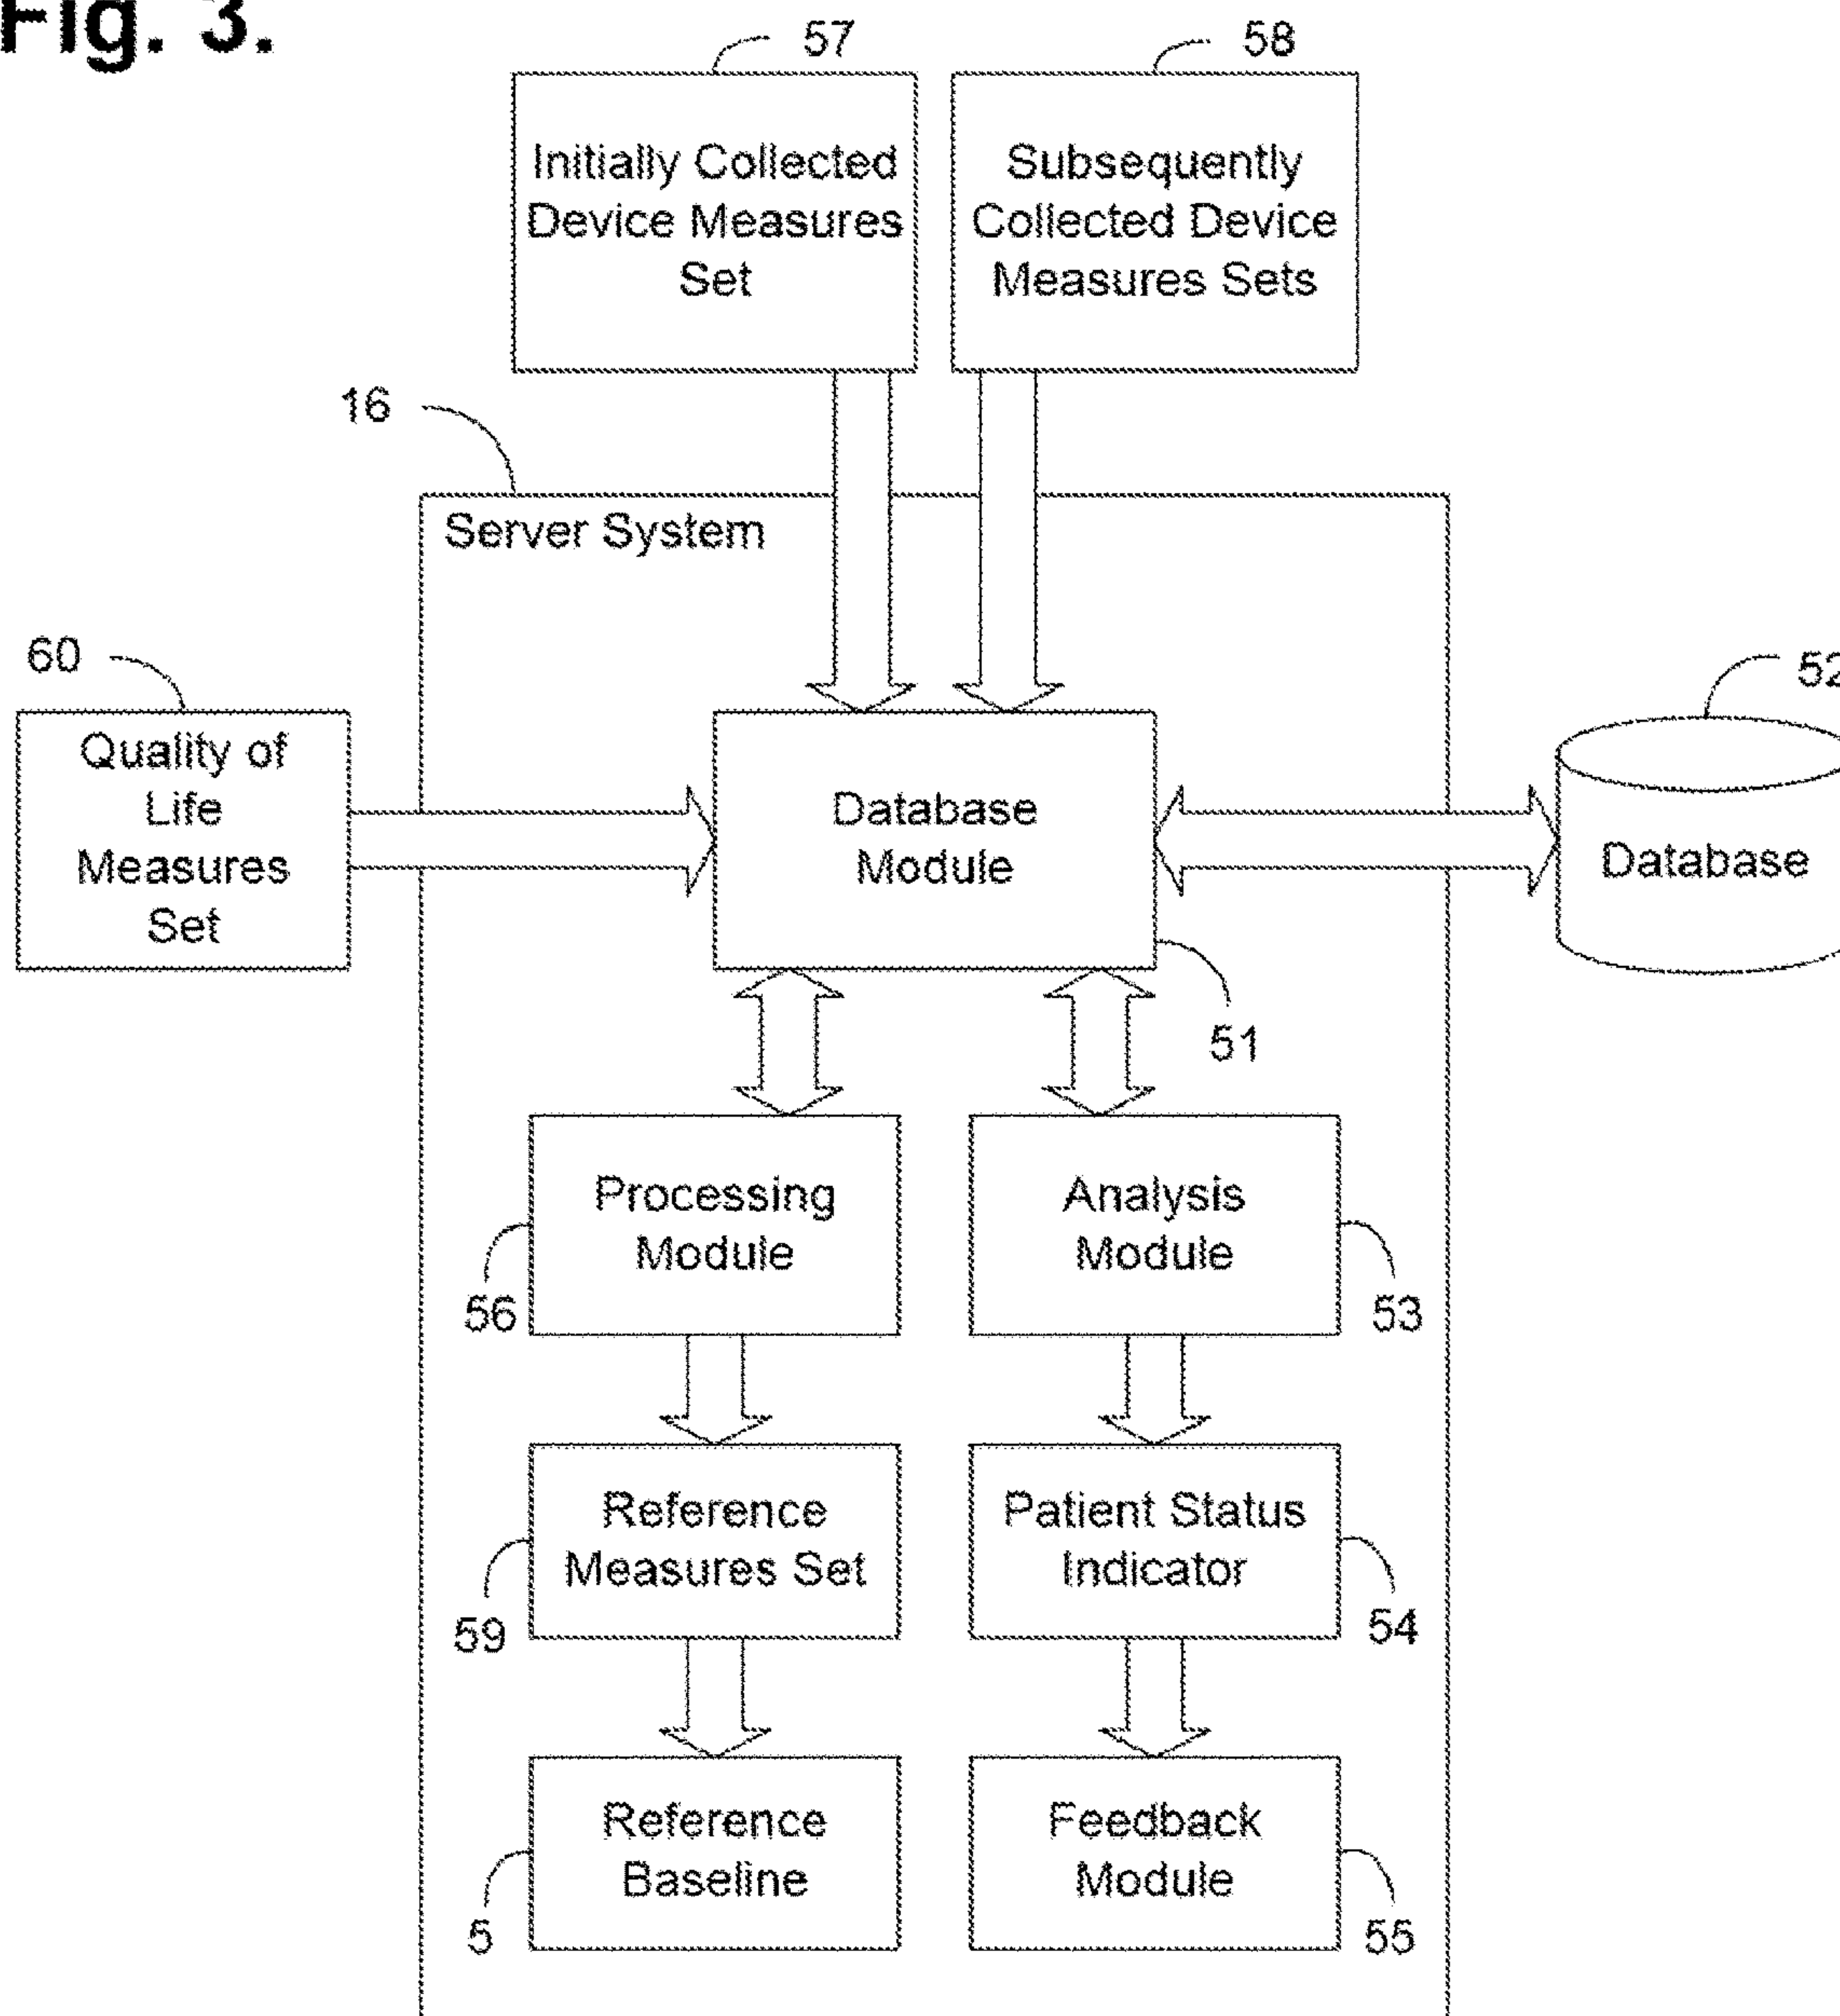 Fig. 3.
57
58
Initially Collected
Device Measures
Set
Subsequently
Collected Device
Measures Sets
16
Server System
60
52
Quality of
Life
Measures
Set
Database
Module
Database
51
Processing
Module
Analysis
Module
56
53
Reference
Measures Set
Patient Status
Indicator
59
54
Reference
Baseline
Feedback
Module
5
55